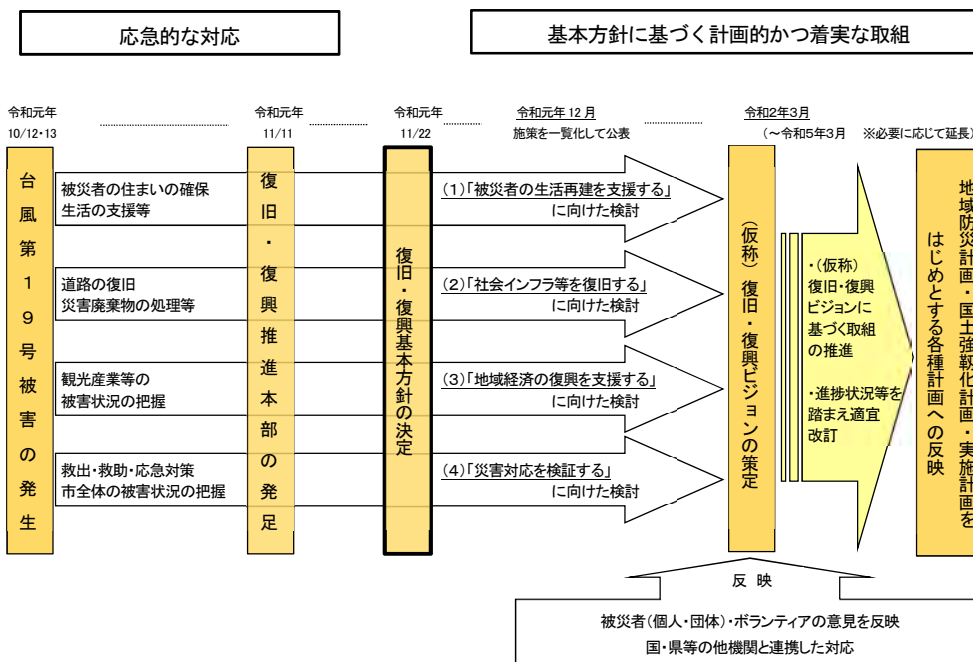 応急的な対応
基本方針に基づく計画的かつ着実な取組
令和元年
10/12・13
令和元年
11/11
令和元年
11/22
令和元年12月
施策を一覧化して公表
令和2年3月
(～令和5年3月 ※必要に応じて延長)
台風第19号被害の発生
被災者の住まいの確保
生活の支援等
道路の復旧
災害廃棄物の処理等
観光産業等の
被害状況の把握
救出・救助・応急対策
市全体の被害状況の把握
復旧・復興推進本部の発足
復旧・復興基本方針の決定
(1)「被災者の生活再建を支援する」
に向けた検討
(2)「社会インフラ等を復旧する」
に向けた検討
(3)「地域経済の復興を支援する」
に向けた検討
(4)「災害対応を検証する」
に向けた検討
(仮称)復旧・復興ビジョンの策定
・(仮称)
復旧・復興
ビジョンに
基づく取組
の推進
・進捗状況等を
踏まえ適宜
改訂
地域防災計画・国土強靱化計画・実施計画を
はじめとする各種計画への反映
反 映
被災者(個人・団体)・ボランティアの意見を反映
国・県等の他機関と連携した対応